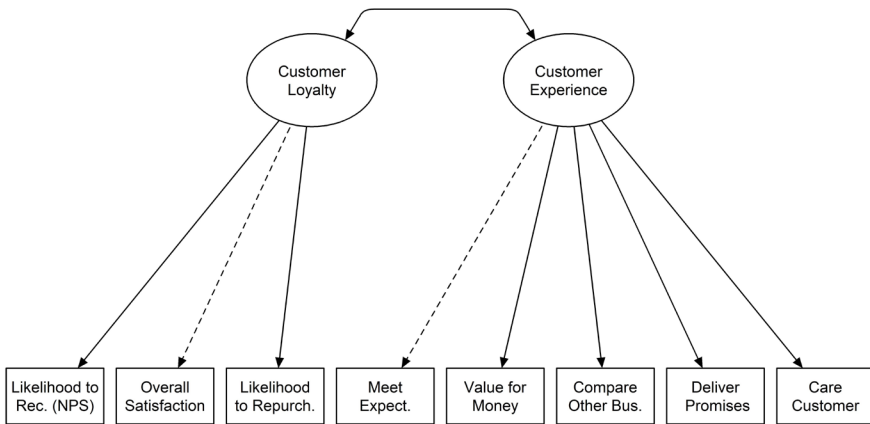 Customer
Loyalty
Customer
Experience
Likelihood to
Rec. (NPS)
Overall
Satisfaction
Likelihood
to Repurch.
Meet
Expect.
Value for
Money
Compare
Other Bus.
Deliver
Promises
Care
Customer